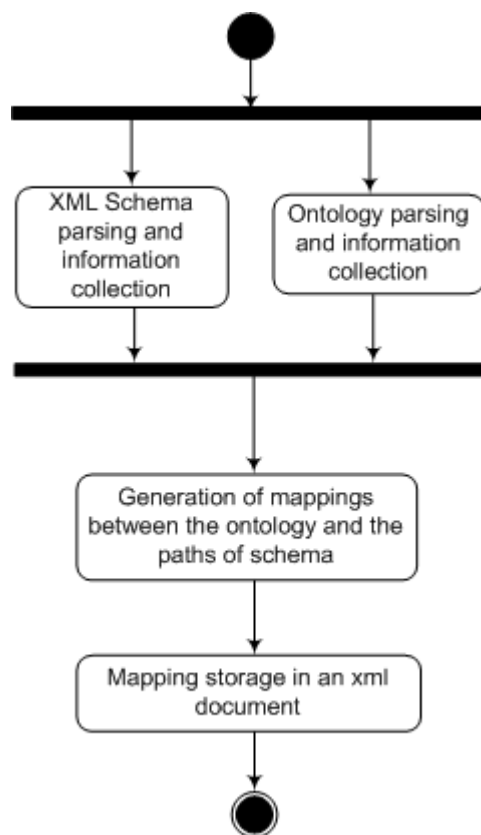 XML Schema
parsing and
information
collection
Ontology parsing
and information
collection
Generation of mappings
between the ontology and the
paths of schema
Mapping storage in an xml
document